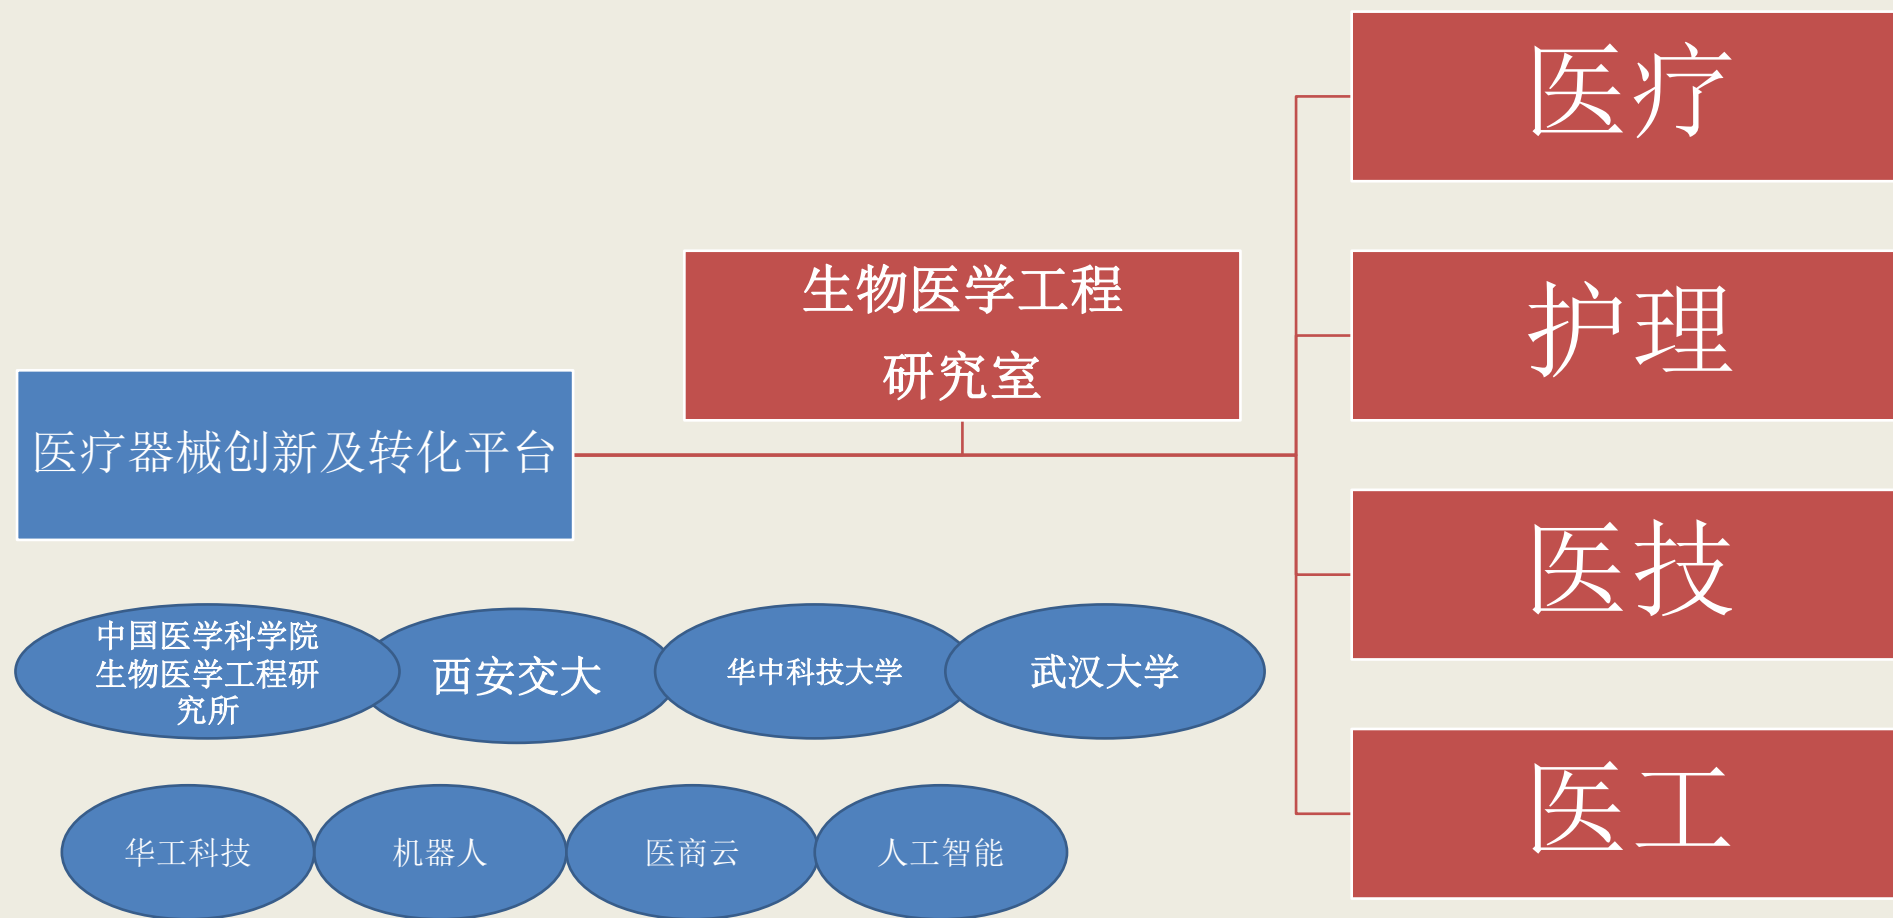 医疗
生物医学工程
研究室
护理
医疗器械创新及转化平台
医技
中国医学科学院
生物医学工程研
究所
西安交大
华中科技大学
武汉大学
医工
华工科技
机器人
医商云
人工智能